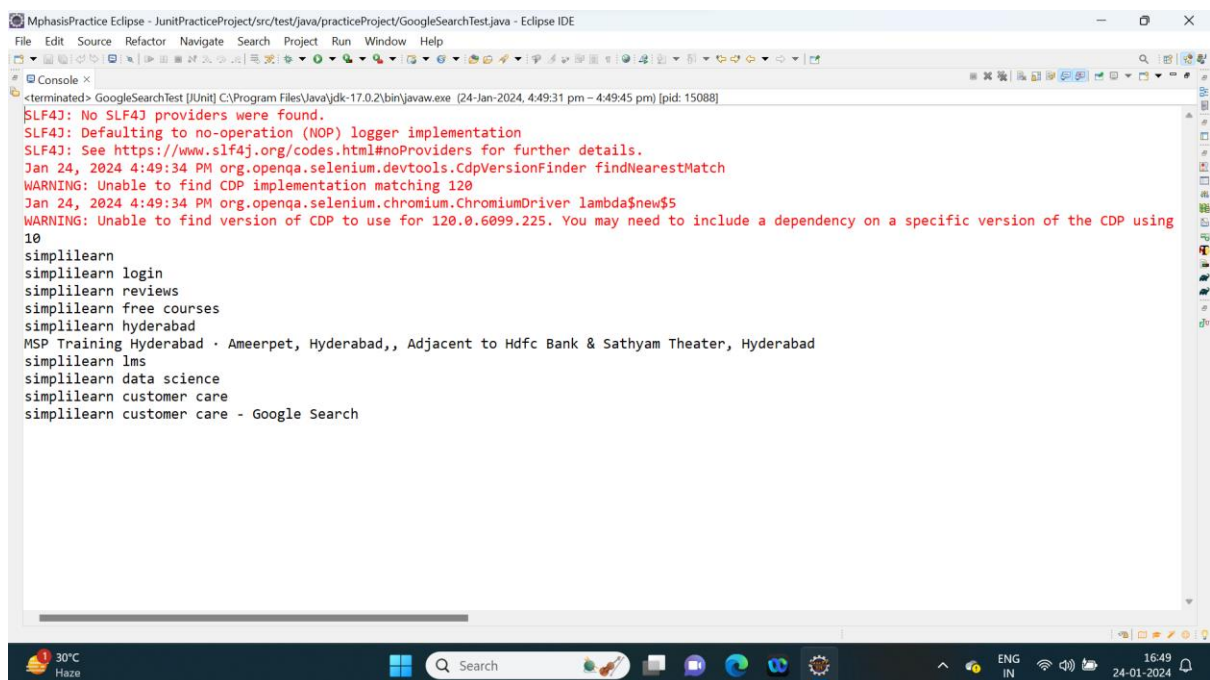 MphasisPractice Eclipse - JunitPracticeProject/src/test/java/practiceProject/GoogleSearchTest.java - Eclipse IDE
File Edit Source Refactor Navigate Search Project Run Window Help
Console
<terminated> GoogleSearchTest [JUnit] C:\Program Files\Java\jdk-17.0.2\bin\javaw.exe (24-Jan-2024, 4:49:31 pm – 4:49:45 pm) [pid: 15088]
SLF4J: No SLF4J providers were found.
SLF4J: Defaulting to no-operation (NOP) logger implementation
SLF4J: See https://www.slf4j.org/codes.html#noProviders for further details.
Jan 24, 2024 4:49:34 PM org.openqa.selenium.devtools.CdpVersionFinder findNearestMatch
WARNING: Unable to find CDP implementation matching 120
Jan 24, 2024 4:49:34 PM org.openqa.selenium.chromium.ChromiumDriver lambda$new$5
WARNING: Unable to find version of CDP to use for 120.0.6099.225. You may need to include a dependency on a specific version of the CDP using
10
simplilearn
simplilearn login
simplilearn reviews
simplilearn free courses
simplilearn hyderabad
MSP Training Hyderabad · Ameerpet, Hyderabad,, Adjacent to Hdfc Bank & Sathyam Theater, Hyderabad
simplilearn lms
simplilearn data science
simplilearn customer care
simplilearn customer care - Google Search
1
30°C
Haze
Search
ENG
IN
16:49
24-01-2024